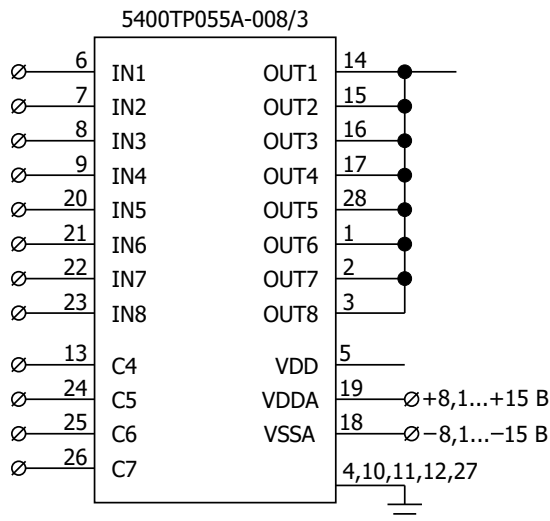 5400TP055A-008/3
6 IN1 OUT1 14
7 IN2 OUT2 15
8 IN3 OUT3 16
9 IN4 OUT4 17
20 IN5 OUT5 28
21 IN6 OUT6 1
22 IN7 OUT7 2
23 IN8 OUT8 3
13 C4 VDD 5
24 C5 VDDA 19 +8,1...+15 В
25 C6 VSSA 18 −8,1...−15 В
26 C7
4,10,11,12,27